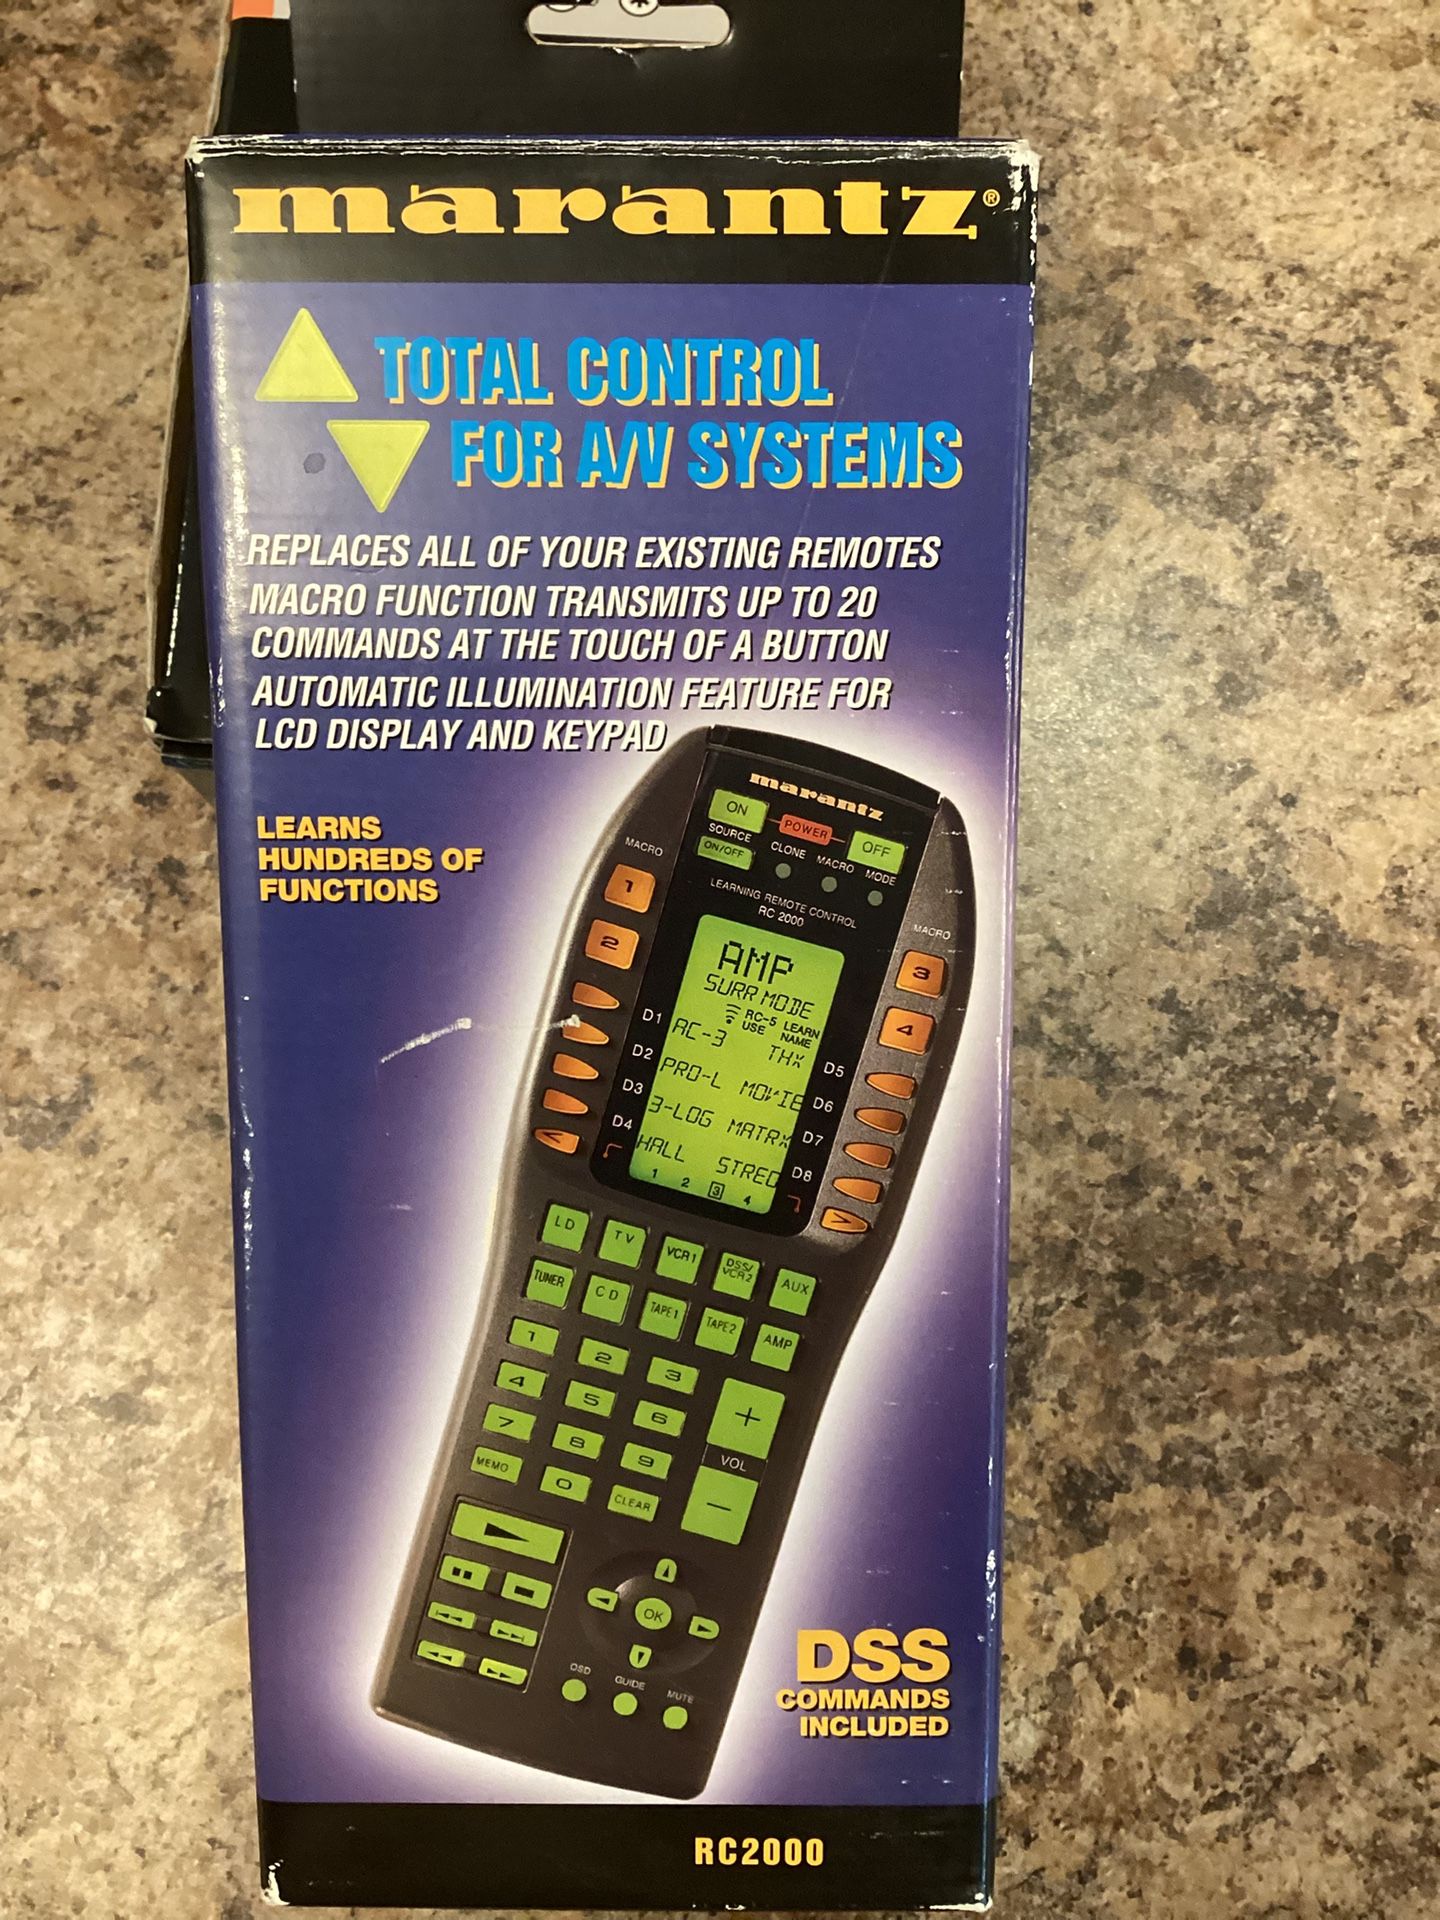 marantz®
TOTAL CONTROL
FOR A/V SYSTEMS
REPLACES ALL OF YOUR EXISTING REMOTES
MACRO FUNCTION TRANSMITS UP TO 20
COMMANDS AT THE TOUCH OF A BUTTON
AUTOMATIC ILLUMINATION FEATURE FOR
LCD DISPLAY AND KEYPAD
LEARNS
HUNDREDS OF
FUNCTIONS
marantz
ON POWER OFF
SOURCE
ON/OFF CLONE MACRO MODE
LEARNING REMOTE CONTROL
RC 2000
MACRO
1
2
MACRO
3
4
AMP
SURR MODE
RC-5 LEARN
USE NAME
D1 AC-3 THX D5
D2 PRO-L MOVIE D6
D3 3-LOG MATRX D7
D4 HALL STREO D8
1 2 3 4
< >
LD TV VCR1 DSS/VCR2 AUX
TUNER CD TAPE1 TAPE2 AMP
1 2 3
4 5 6
7 8 9
MEMO 0 CLEAR
+
VOL
−
OK
OSD GUIDE MUTE
DSS
COMMANDS
INCLUDED
RC2000